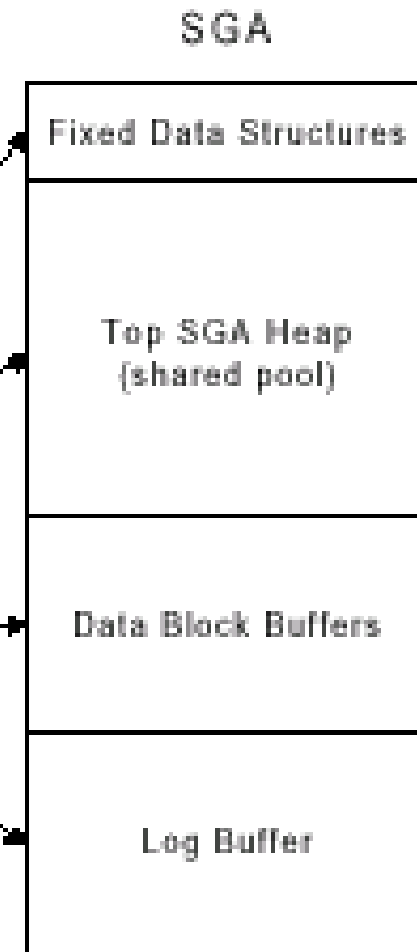 SGA
Fixed Data Structures
Top SGA Heap
(shared pool)
Data Block Buffers
Log Buffer